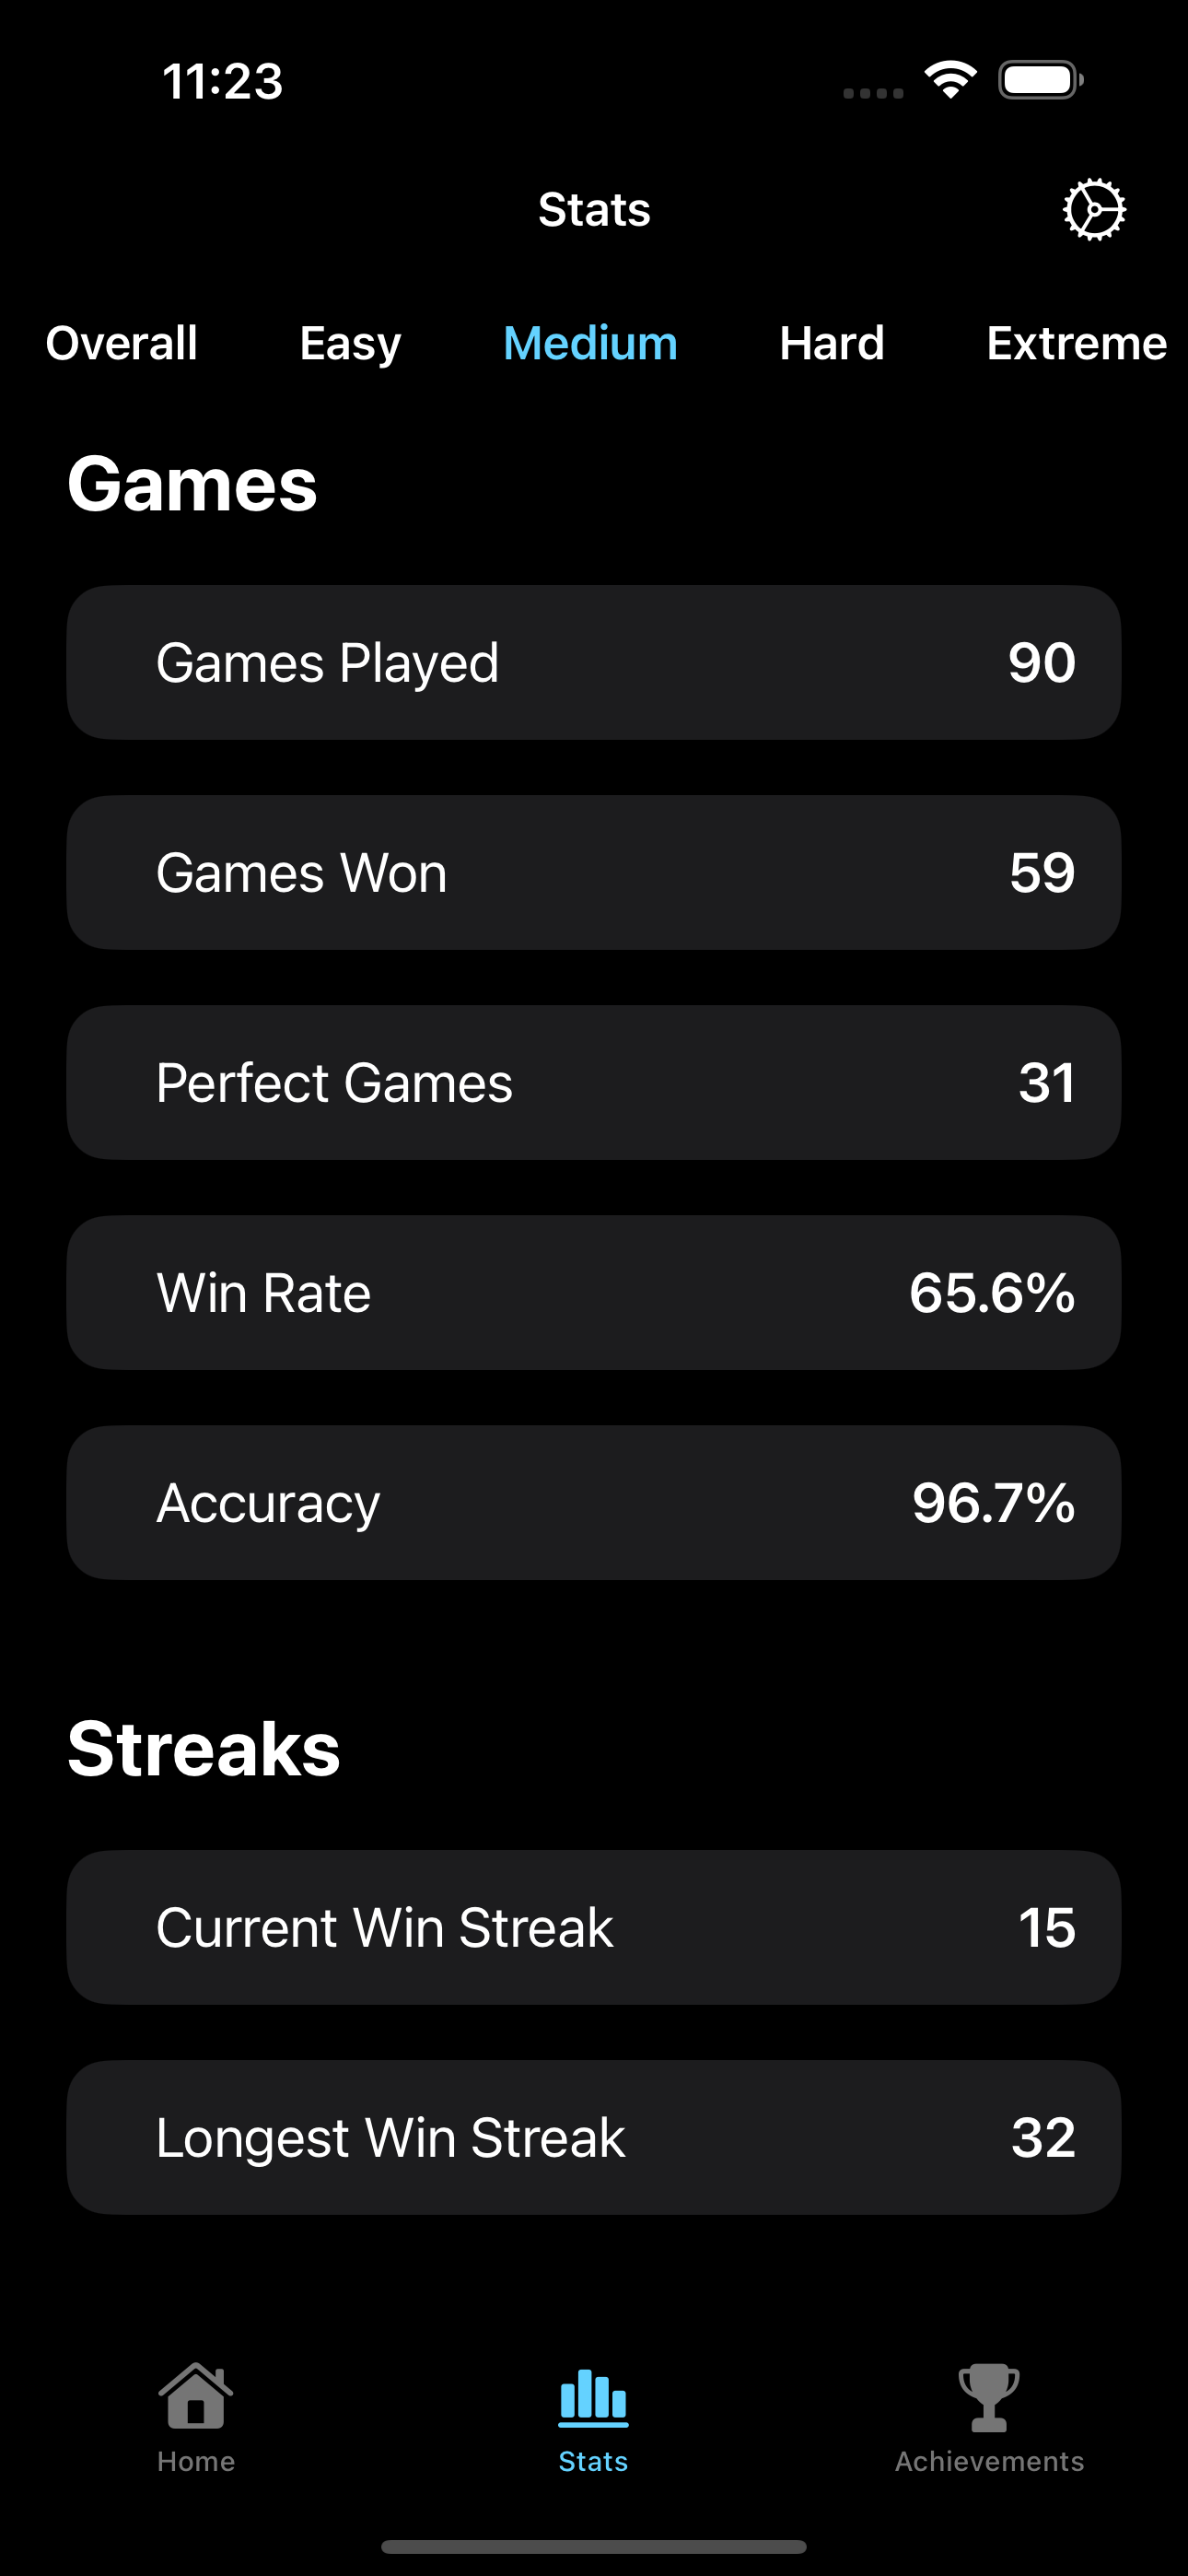 11:23
Stats
Overall Easy Medium Hard Extreme
Games
Games Played 90
Games Won 59
Perfect Games 31
Win Rate 65.6%
Accuracy 96.7%
Streaks
Current Win Streak 15
Longest Win Streak 32
Home Stats Achievements